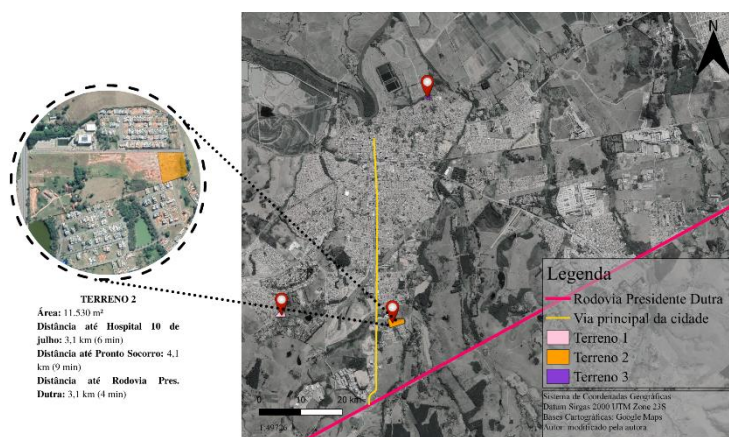 TERRENO 2
Área: 11.530 m²
Distância até Hospital 10 de
julho: 3,1 km (6 min)
Distância até Pronto Socorro: 4,1
km (9 min)
Distância até Rodovia Pres.
Dutra: 3,1 km (4 min)
N
Legenda
Rodovia Presidente Dutra
Via principal da cidade
Terreno 1
Terreno 2
Terreno 3
Sistema de Coordenadas Geográficas
Datum Sirgas 2000 UTM Zone 23S
Bases Cartográficas: Google Maps
Autor: modificado pela autora
0 10 20 km
1:49726